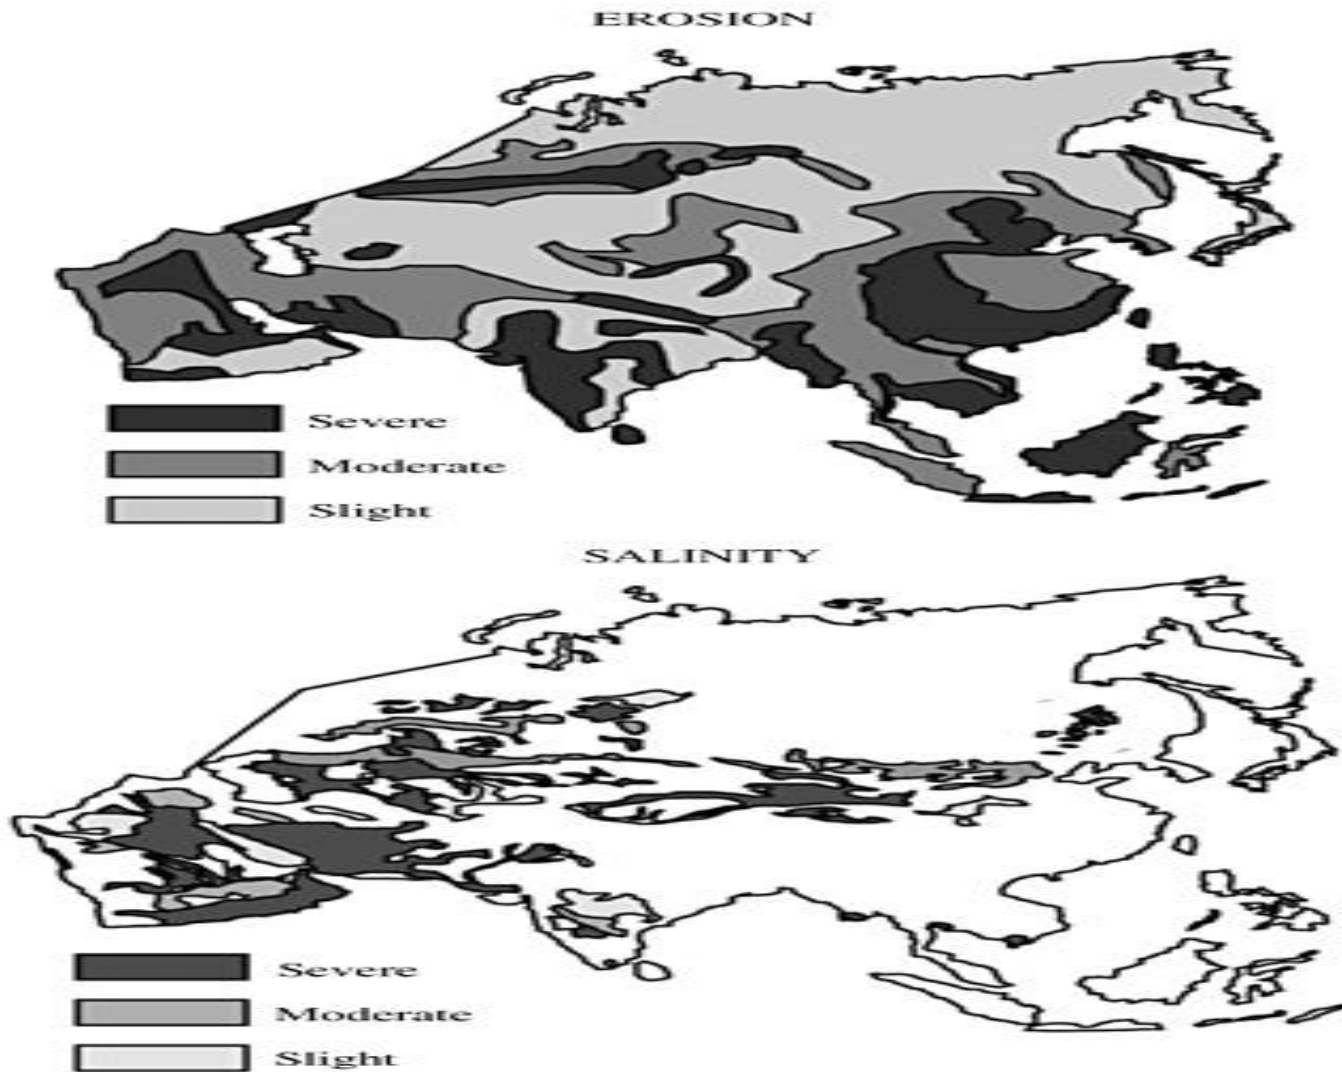 EROSION
Severe
Moderate
Slight
SALINITY
Severe
Moderate
Slight